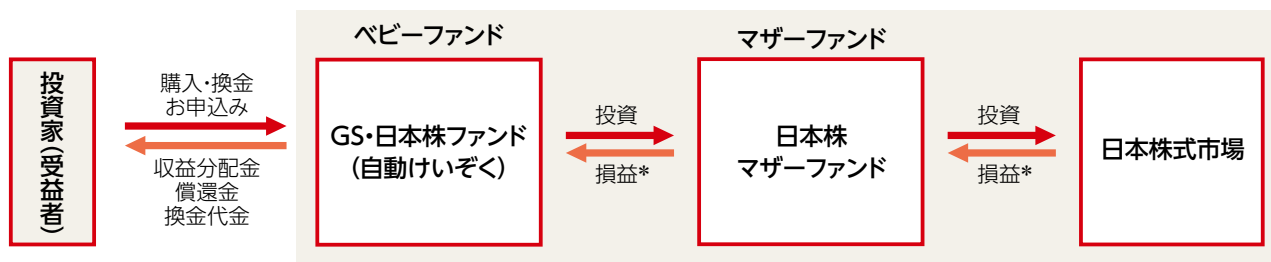 ベビーファンド
マザーファンド
投資家(受益者)
購入・換金
お申込み
収益分配金
償還金
換金代金
GS・日本株ファンド
(自動けいぞく)
投資
損益*
日本株
マザーファンド
投資
損益*
日本株式市場